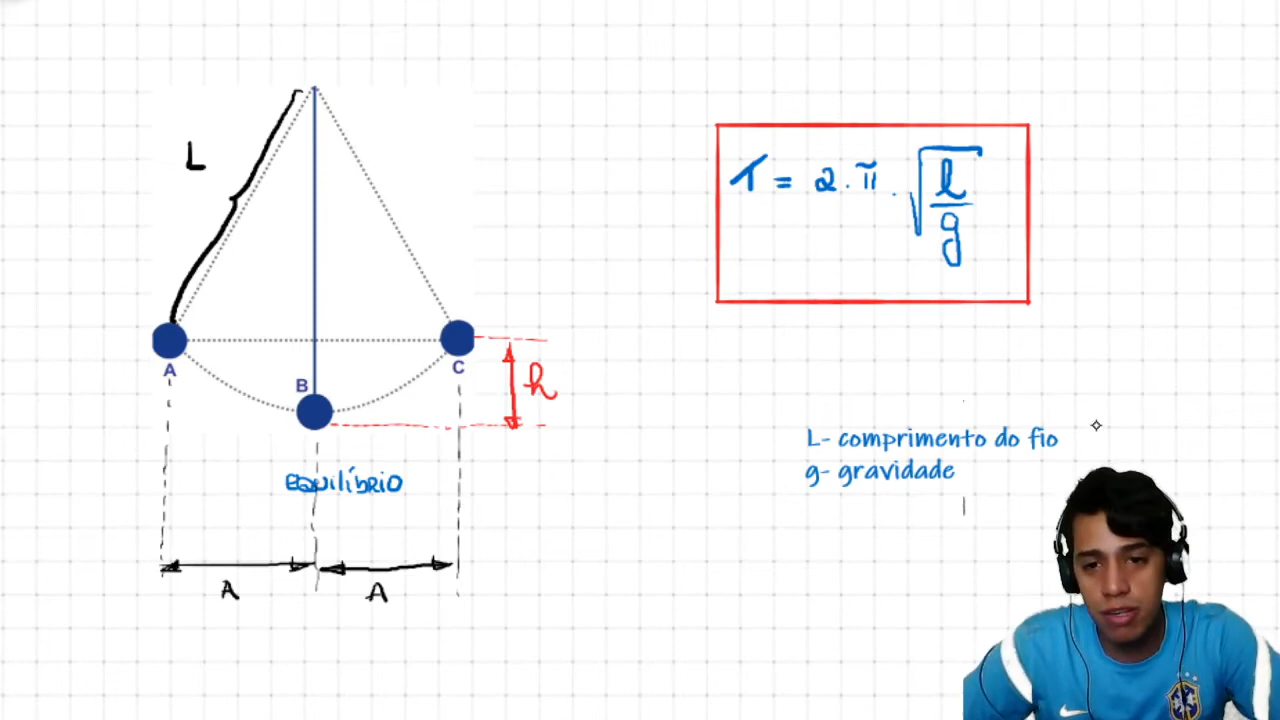 L
T = 2 . π . √ l / g
A
B
C
h
L- comprimento do fio
g- gravidade
EQUILÍBRIO
A
A